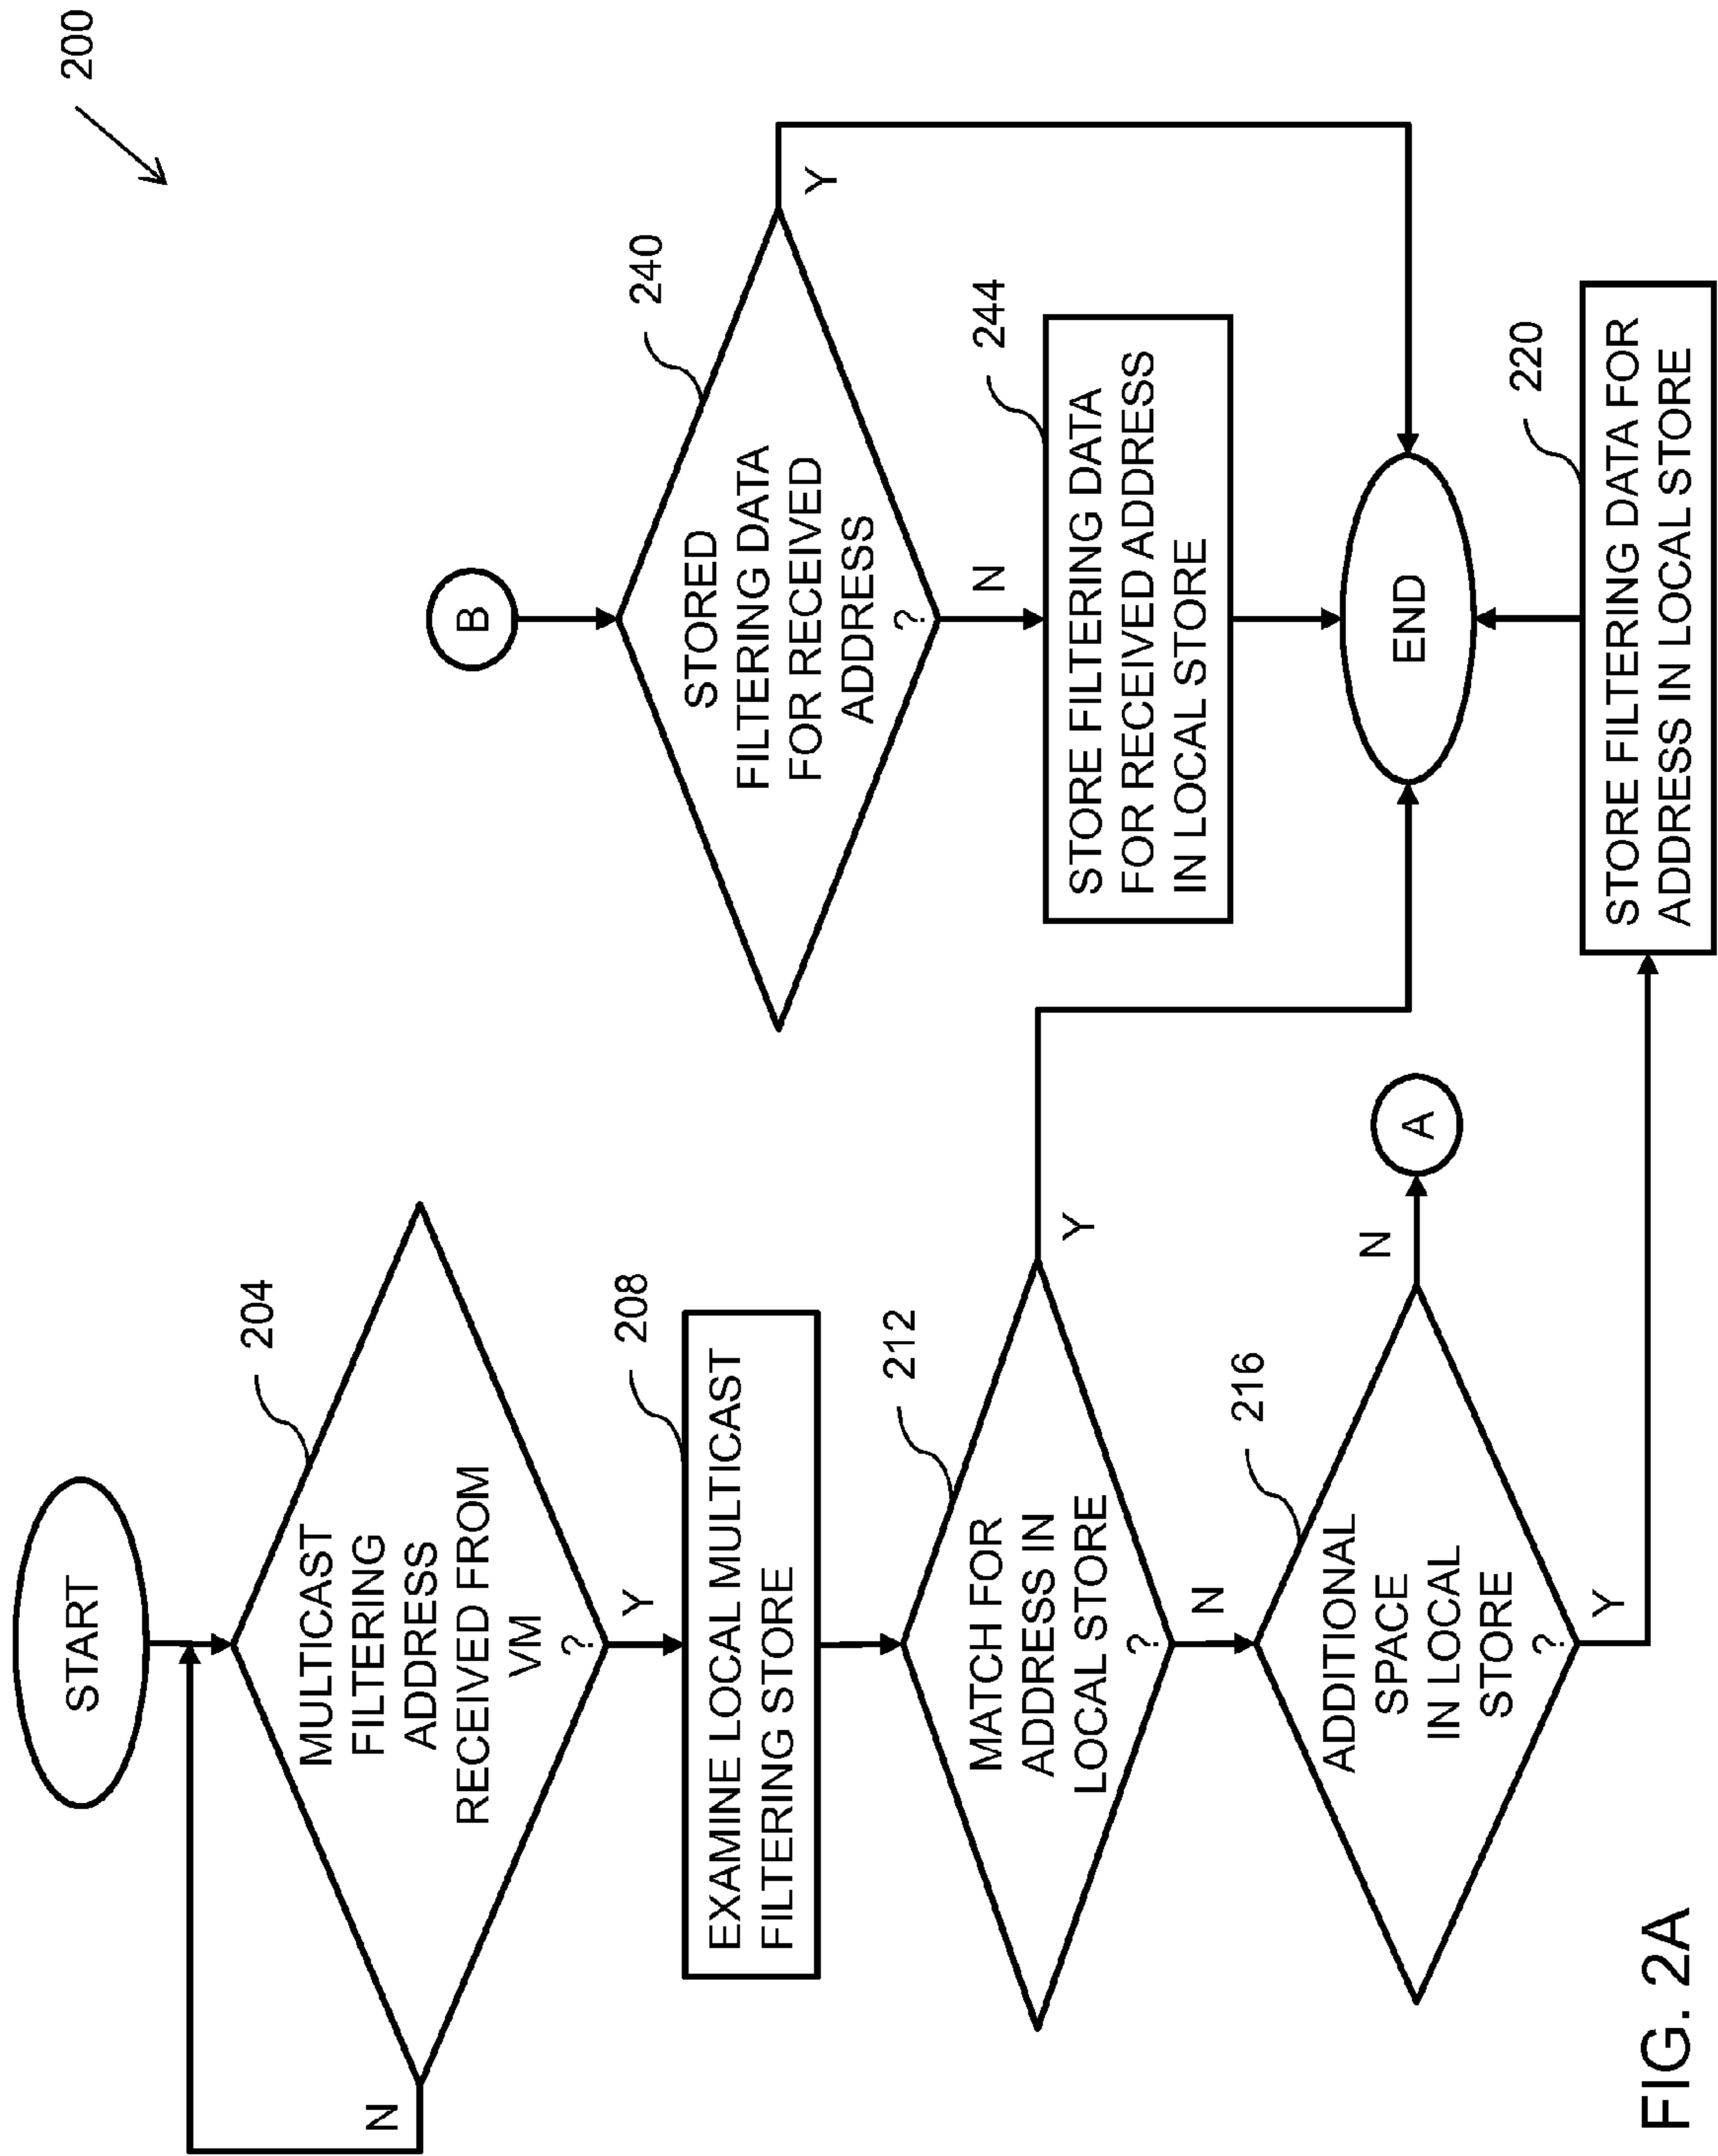 200
START
204
MULTICAST
FILTERING
ADDRESS
RECEIVED FROM
VM
?
N
Y
208
EXAMINE LOCAL MULTICAST
FILTERING STORE
212
MATCH FOR
ADDRESS IN
LOCAL STORE
?
Y
N
216
ADDITIONAL
SPACE
IN LOCAL
STORE
?
N
A
Y
B
240
STORED
FILTERING DATA
FOR RECEIVED
ADDRESS
?
Y
N
244
STORE FILTERING DATA
FOR RECEIVED ADDRESS
IN LOCAL STORE
END
220
STORE FILTERING DATA FOR
ADDRESS IN LOCAL STORE
FIG. 2A